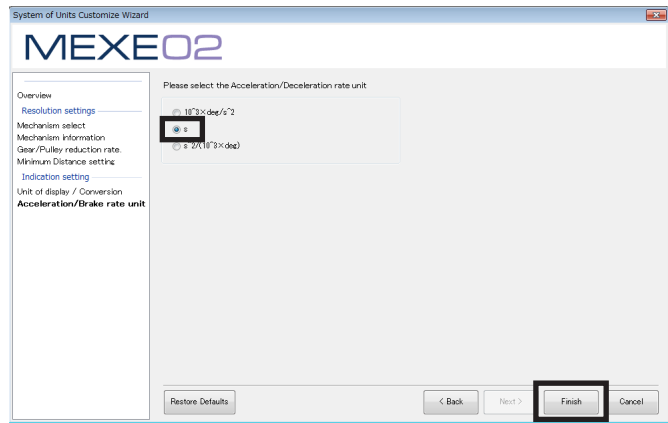 System of Units Customize Wizard
MEXE02
Overview
Resolution settings
Mechanism select
Mechanism information
Gear/Pulley reduction rate.
Minimum Distance setting
Indication setting
Unit of display / Conversion
Acceleration/Brake rate unit
Please select the Acceleration/Deceleration rate unit
10^3×deg/s^2
s
s^2/(10^3×deg)
Restore Defaults
< Back
Next >
Finish
Cancel